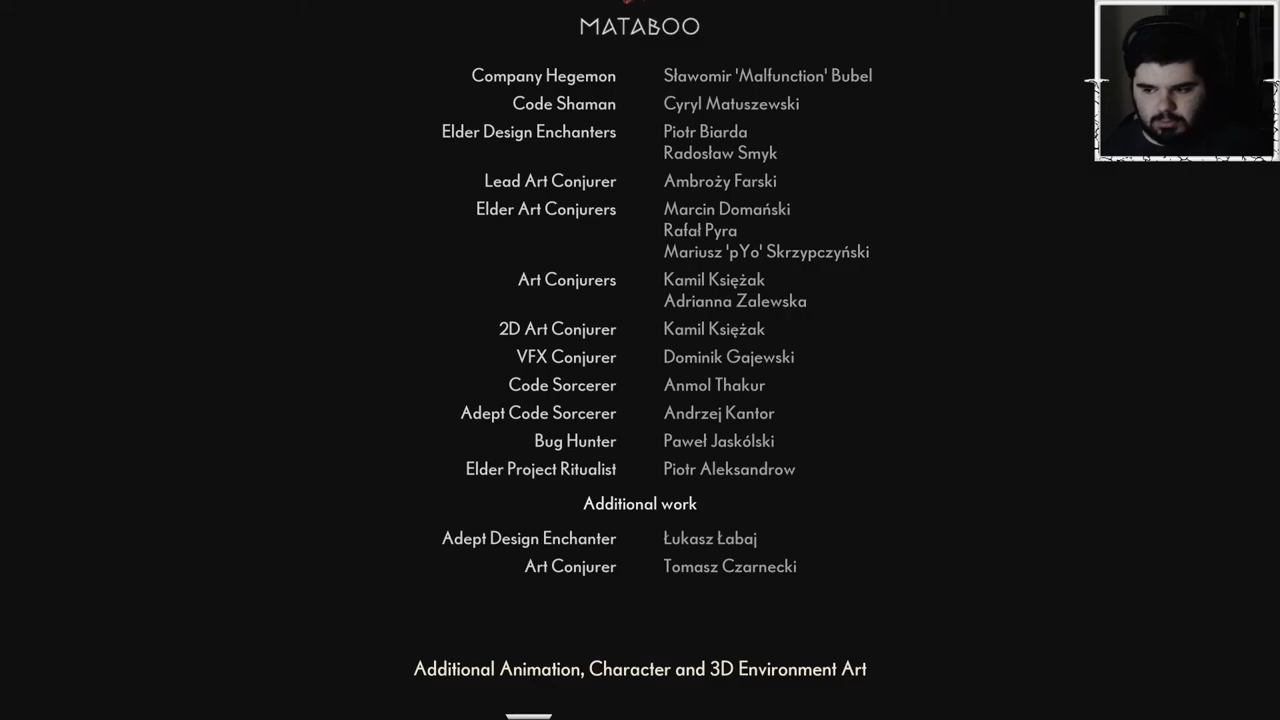 MATABOO
Company Hegemon Sławomir 'Malfunction' Bubel
Code Shaman Cyryl Matuszewski
Elder Design Enchanters Piotr Biarda
Radosław Smyk
Lead Art Conjurer Ambroży Farski
Elder Art Conjurers Marcin Domański
Rafał Pyra
Mariusz 'pYo' Skrzypczyński
Art Conjurers Kamil Księżak
Adrianna Zalewska
2D Art Conjurer Kamil Księżak
VFX Conjurer Dominik Gajewski
Code Sorcerer Anmol Thakur
Adept Code Sorcerer Andrzej Kantor
Bug Hunter Paweł Jaskólski
Elder Project Ritualist Piotr Aleksandrow
Additional work
Adept Design Enchanter Łukasz Łabaj
Art Conjurer Tomasz Czarnecki
Additional Animation, Character and 3D Environment Art